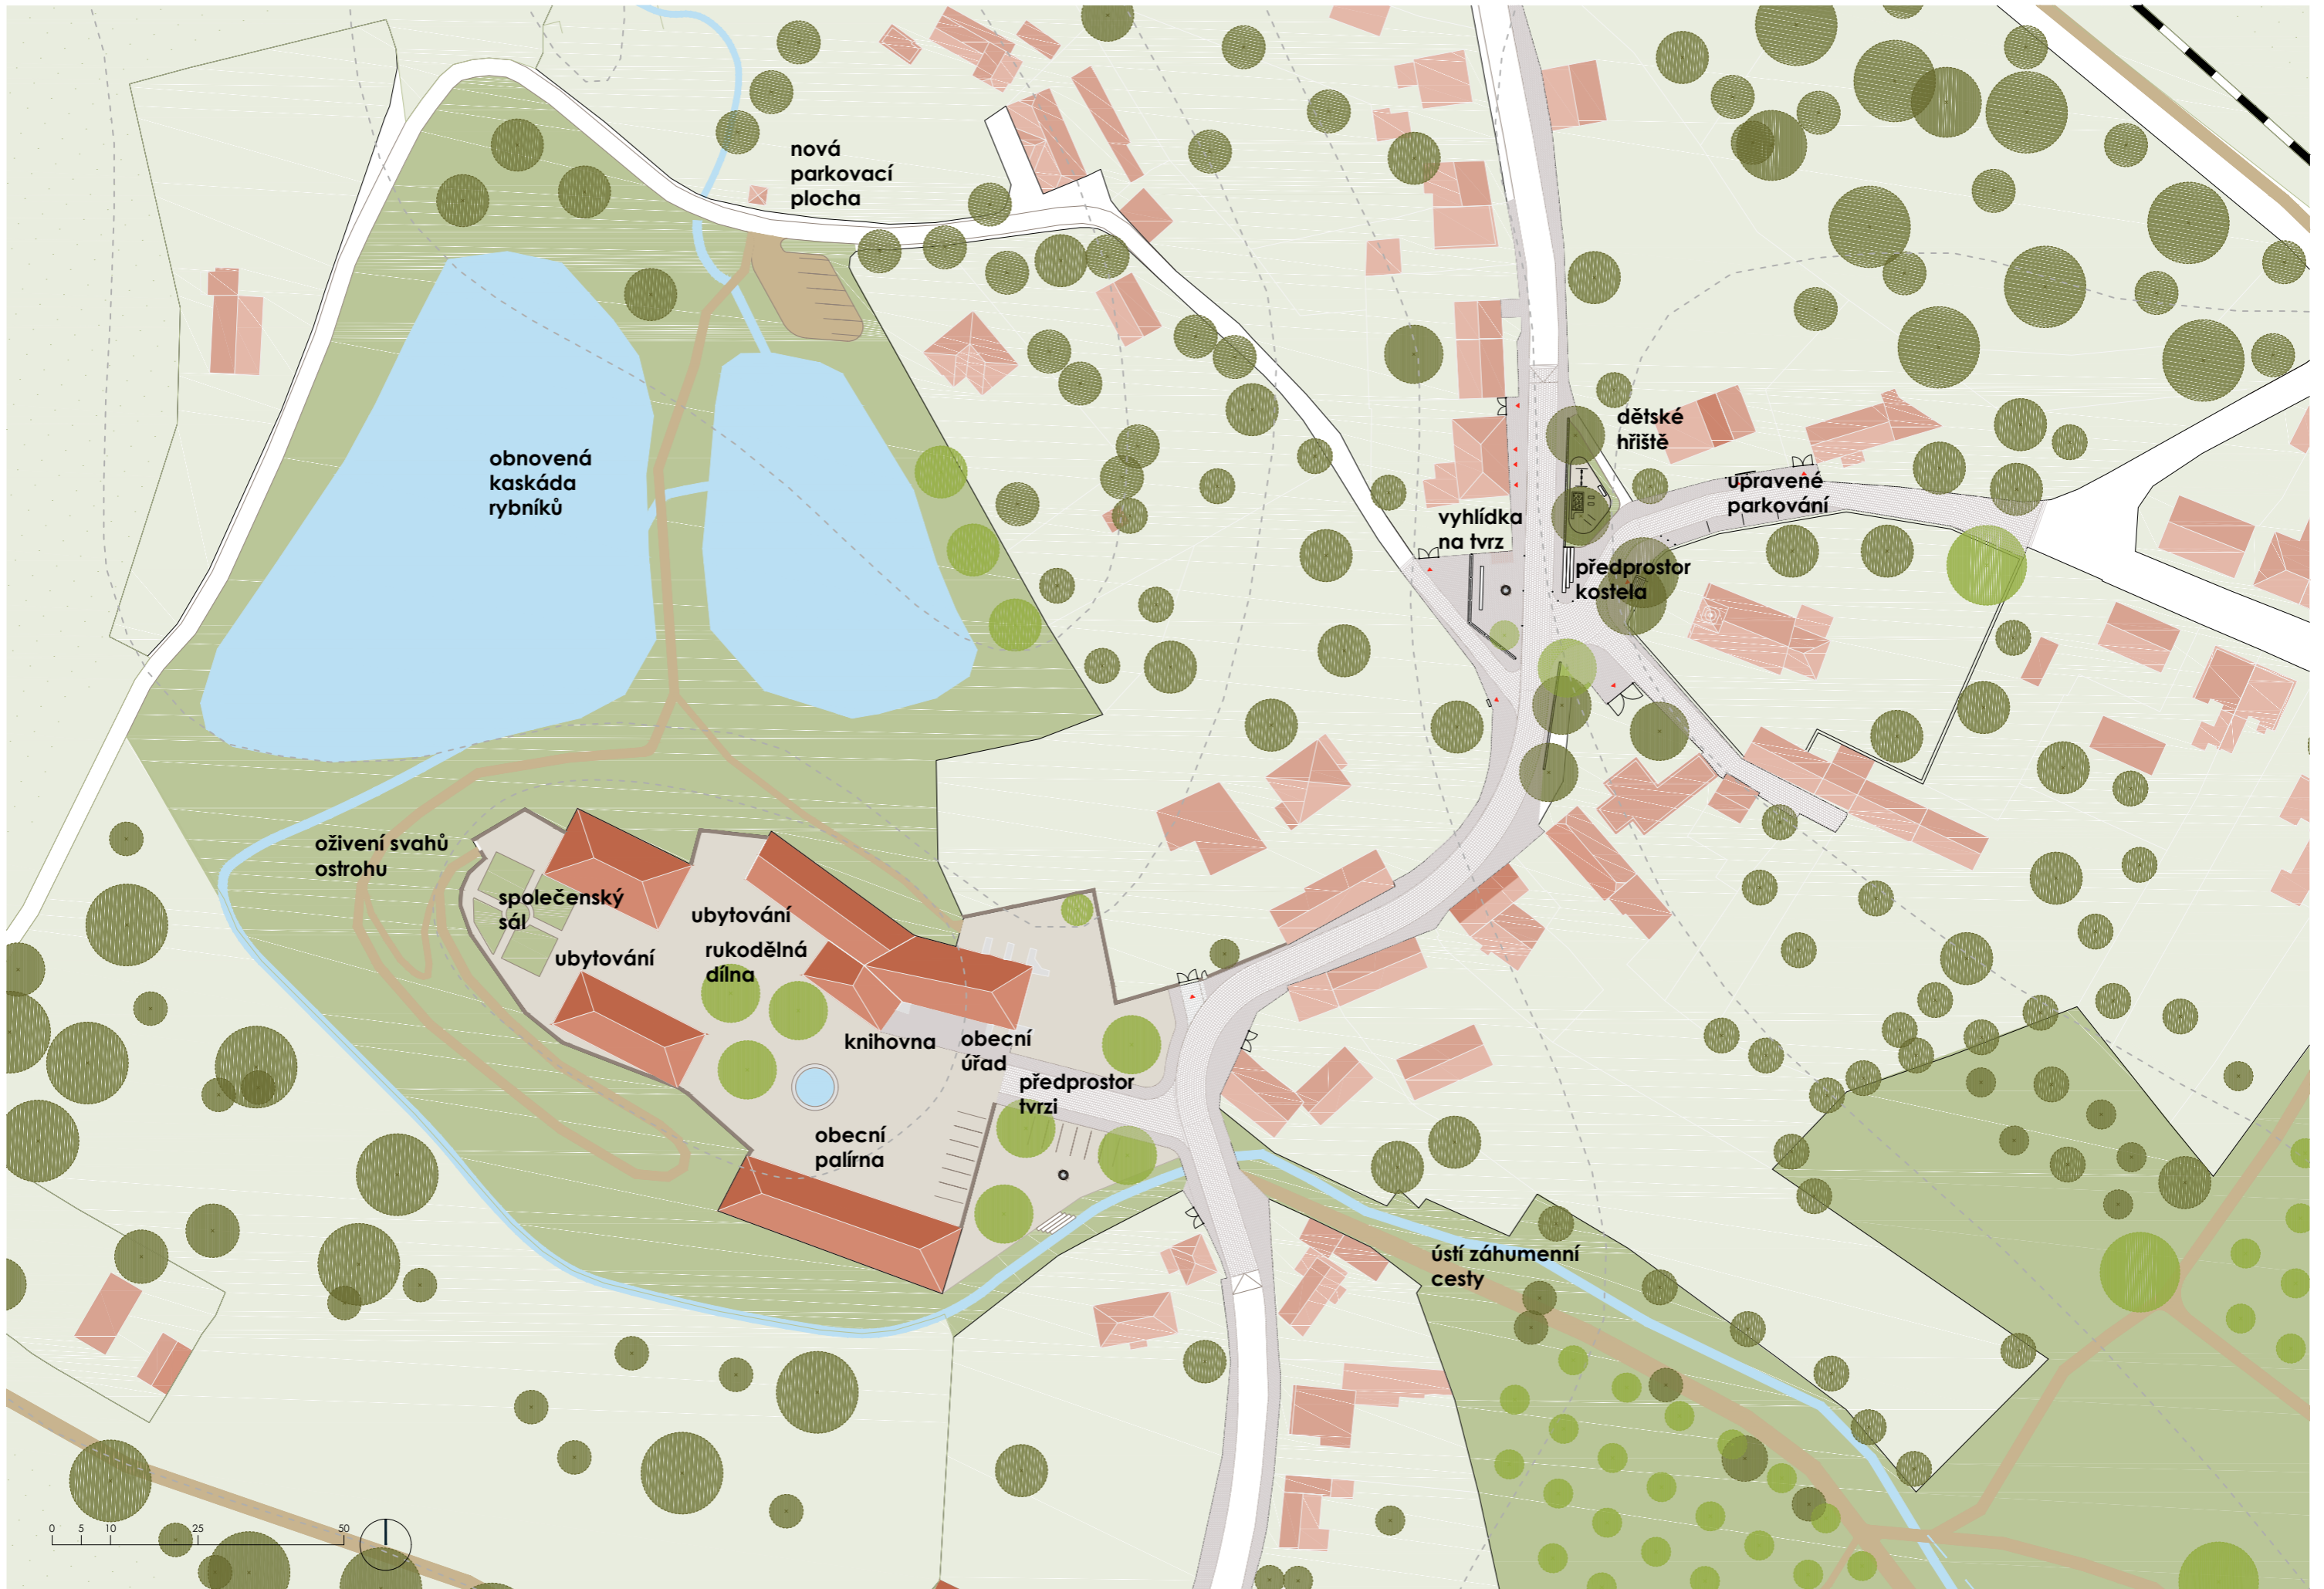 nová
parkovací
plocha
dětské
hřiště
obnovená
kaskáda
rybníků
upravené
parkování
vyhlídka
na tvrz
předprostor
kostela
oživení svahů
ostrohu
společenský
sál
ubytování
rukodělná
dílna
ubytování
knihovna
obecní
úřad
předprostor
tvrzi
obecní
palírna
ústí záhumenní
cesty
0 5 10 25 50